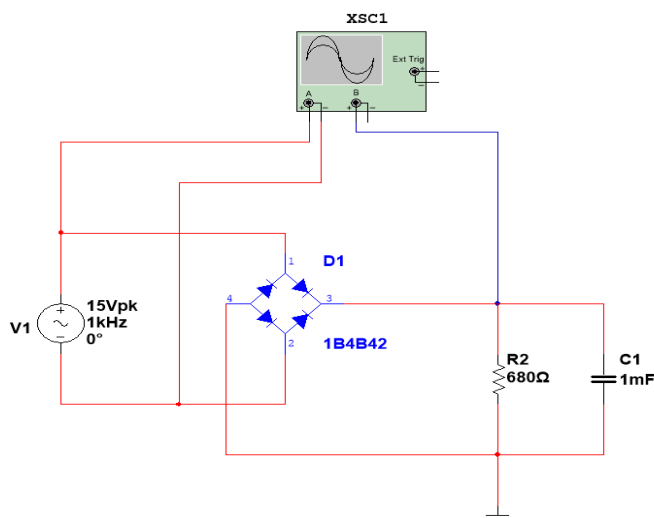 XSC1
Ext Trig
+
−
A
B
+ − + −
1
D1
4
3
2
1B4B42
V1
+
−
15Vpk
1kHz
0°
R2
680Ω
C1
1mF